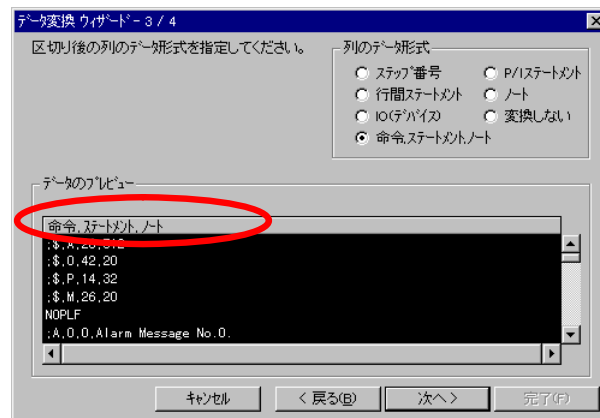 データ変換 ウィザード - 3 / 4
区切り後の列のデータ形式を指定してください。
列のデータ形式
ステップ番号
P/Iステートメント
行間ステートメント
ノート
IO(デバイス)
変換しない
命令,ステートメント,ノート
データのプレビュー
命令,ステートメント,ノート
;$,O,42,20
;$,P,14,32
;$,M,26,20
NOPLF
;A,0,0,Alarm Message No.0.
キャンセル
< 戻る(B)
次へ >
完了(F)